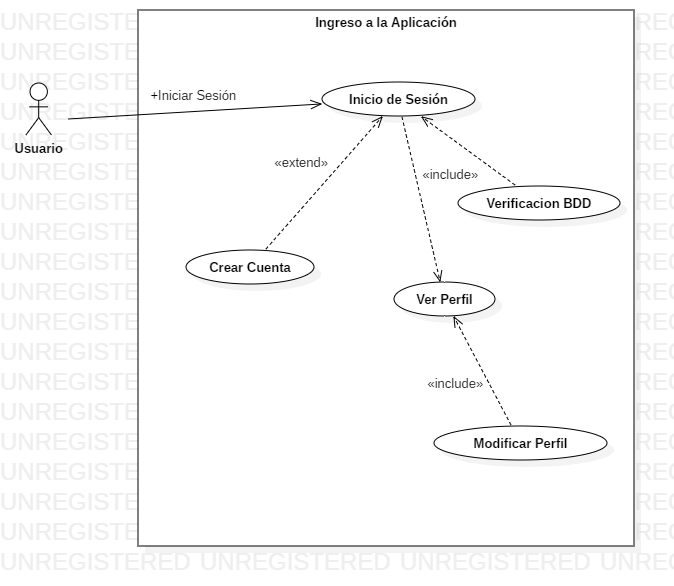 Ingreso a la Aplicación
+Iniciar Sesión
Inicio de Sesión
Usuario
«extend»
«include»
Verificacion BDD
Crear Cuenta
Ver Perfil
«include»
Modificar Perfil
UNREGISTERED UNREGISTERED UNREGISTERED UNREGISTERED